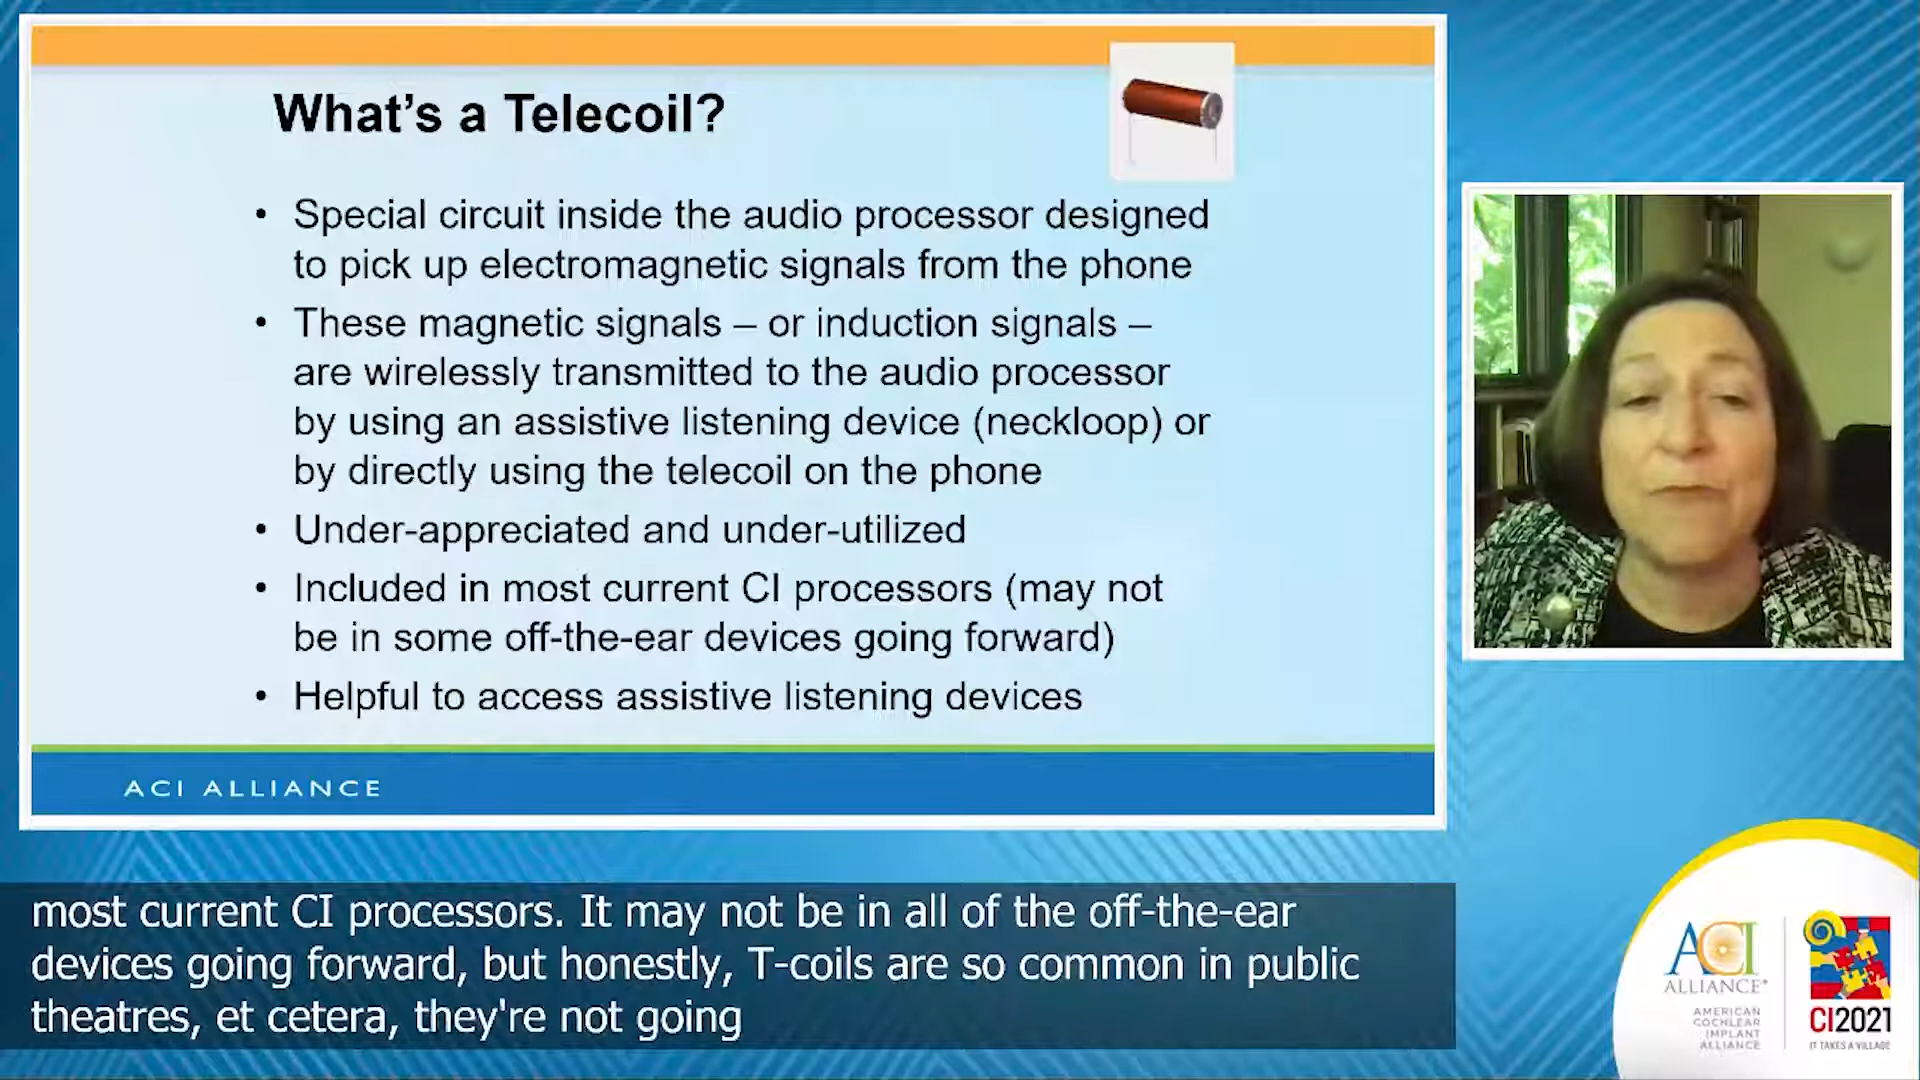 What's a Telecoil?
• Special circuit inside the audio processor designed
to pick up electromagnetic signals from the phone
• These magnetic signals – or induction signals –
are wirelessly transmitted to the audio processor
by using an assistive listening device (neckloop) or
by directly using the telecoil on the phone
• Under-appreciated and under-utilized
• Included in most current CI processors (may not
be in some off-the-ear devices going forward)
• Helpful to access assistive listening devices
ACI ALLIANCE
most current CI processors. It may not be in all of the off-the-ear
devices going forward, but honestly, T-coils are so common in public
theatres, et cetera, they're not going
ACI
ALLIANCE
AMERICAN
COCHLEAR
IMPLANT
ALLIANCE
CI2021
IT TAKES A VILLAGE